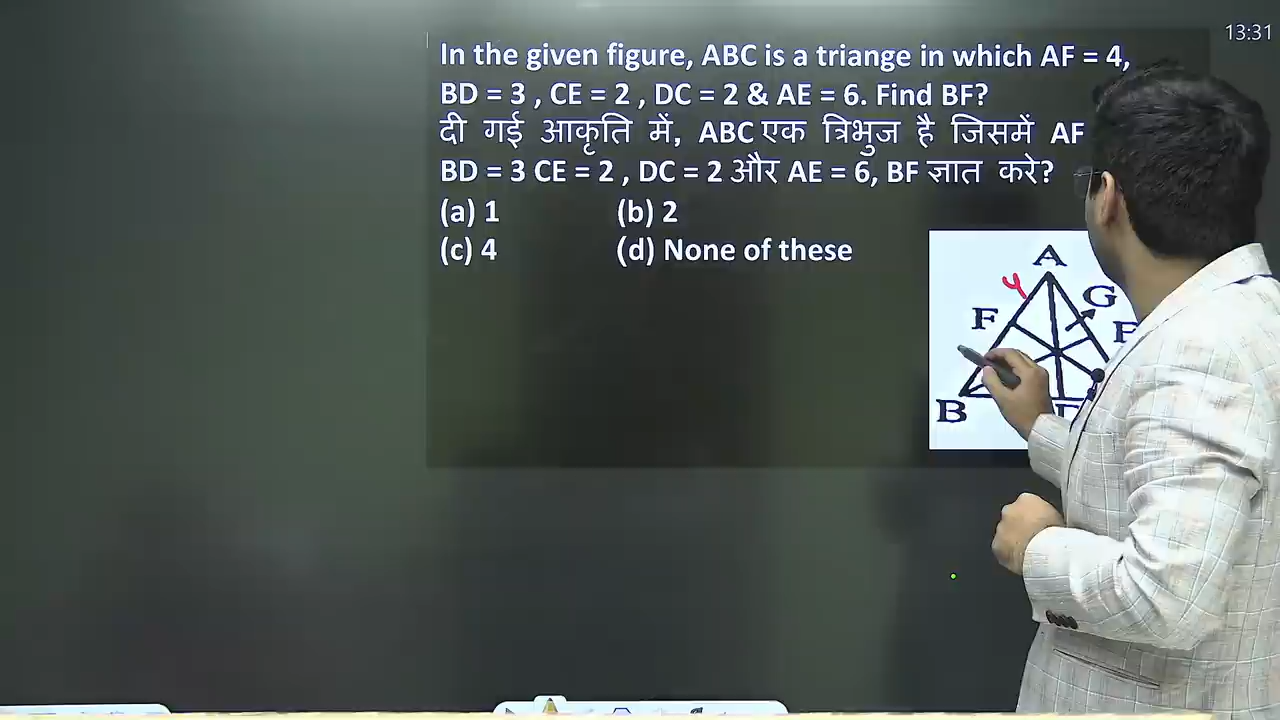 13:31
In the given figure, ABC is a triange in which AF = 4,
BD = 3 , CE = 2 , DC = 2 & AE = 6. Find BF?
दी गई आकृति में, ABC एक त्रिभुज है जिसमें AF
BD = 3 CE = 2 , DC = 2 और AE = 6, BF ज्ञात करे?
(a) 1 (b) 2
(c) 4 (d) None of these
A
4
G
F
B